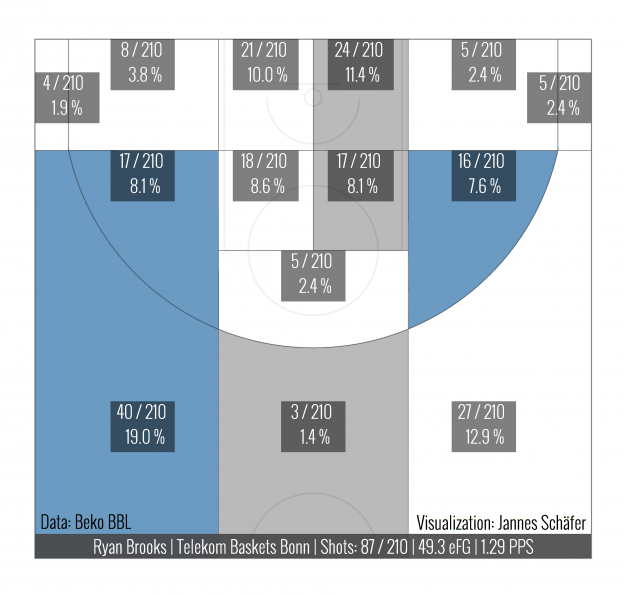 8 / 210
3.8 %
21 / 210
10.0 %
24 / 210
11.4 %
5 / 210
2.4 %
4 / 210
1.9 %
5 / 210
2.4 %
17 / 210
8.1 %
18 / 210
8.6 %
17 / 210
8.1 %
16 / 210
7.6 %
5 / 210
2.4 %
40 / 210
19.0 %
3 / 210
1.4 %
27 / 210
12.9 %
Data: Beko BBL
Visualization: Jannes Schäfer
Ryan Brooks | Telekom Baskets Bonn | Shots: 87 / 210 | 49.3 eFG | 1.29 PPS